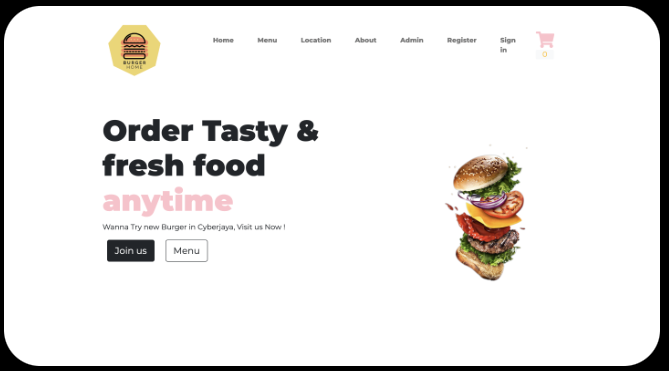 BURGER
HOME
Home Menu Location About Admin Register Sign in
0
Order Tasty &
fresh food
anytime
Wanna Try new Burger in Cyberjaya, Visit us Now !
Join us Menu